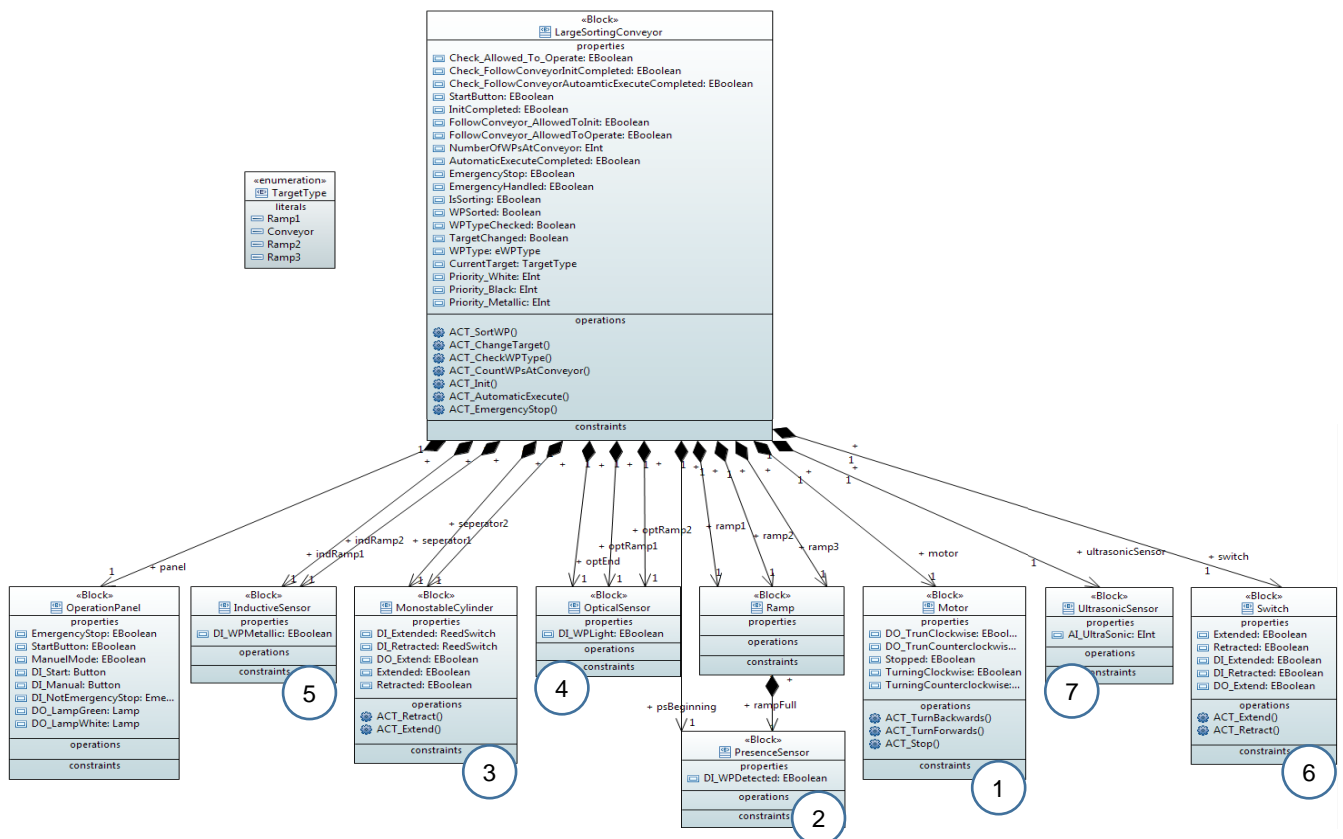 «Block»
LargeSortingConveyor
properties
Check_Allowed_To_Operate: EBoolean
Check_FollowConveyorInitCompleted: EBoolean
Check_FollowConveyorAutoamticExecuteCompleted: EBoolean
StartButton: EBoolean
InitCompleted: EBoolean
FollowConveyor_AllowedToInit: EBoolean
FollowConveyor_AllowedToOperate: EBoolean
NumberOfWPsAtConveyor: EInt
AutomaticExecuteCompleted: EBoolean
EmergencyStop: EBoolean
EmergencyHandled: EBoolean
IsSorting: EBoolean
WPSorted: Boolean
WPTypeChecked: Boolean
TargetChanged: Boolean
WPType: eWPType
CurrentTarget: TargetType
Priority_White: EInt
Priority_Black: EInt
Priority_Metallic: EInt
operations
ACT_SortWP()
ACT_ChangeTarget()
ACT_CheckWPType()
ACT_CountWPsAtConveyor()
ACT_Init()
ACT_AutomaticExecute()
ACT_EmergencyStop()
constraints
«enumeration»
TargetType
literals
Ramp1
Conveyor
Ramp2
Ramp3
+ panel
+ indRamp1
+ indRamp2
+ seperator1
+ seperator2
+ optEnd
+ optRamp1
+ optRamp2
+ psBeginning
+ ramp1
+ ramp2
+ ramp3
+ motor
+ ultrasonicSensor
+ switch
«Block»
OperationPanel
properties
EmergencyStop: EBoolean
StartButton: EBoolean
ManuelMode: EBoolean
DI_Start: Button
DI_Manual: Button
DI_NotEmergencyStop: Eme...
DO_LampGreen: Lamp
DO_LampWhite: Lamp
operations
constraints
«Block»
InductiveSensor
properties
DI_WPMetallic: EBoolean
operations
constraints
5
«Block»
MonostableCylinder
properties
DI_Extended: ReedSwitch
DI_Retracted: ReedSwitch
DO_Extend: EBoolean
Extended: EBoolean
Retracted: EBoolean
operations
ACT_Retract()
ACT_Extend()
constraints
3
«Block»
OpticalSensor
properties
DI_WPLight: EBoolean
operations
constraints
4
«Block»
Ramp
properties
operations
constraints
+ rampFull
1
«Block»
PresenceSensor
properties
DI_WPDetected: EBoolean
operations
constraints
2
«Block»
Motor
properties
DO_TrunClockwise: EBool...
DO_TrunCounterclockwis...
Stopped: EBoolean
TurningClockwise: EBoolean
TurningCounterclockwise:...
operations
ACT_TurnBackwards()
ACT_TurnForwards()
ACT_Stop()
constraints
1
«Block»
UltrasonicSensor
properties
AI_UltraSonic: EInt
operations
constraints
7
«Block»
Switch
properties
Extended: EBoolean
Retracted: EBoolean
DI_Extended: EBoolean
DI_Retracted: EBoolean
DO_Extend: EBoolean
operations
ACT_Extend()
ACT_Retract()
constraints
6